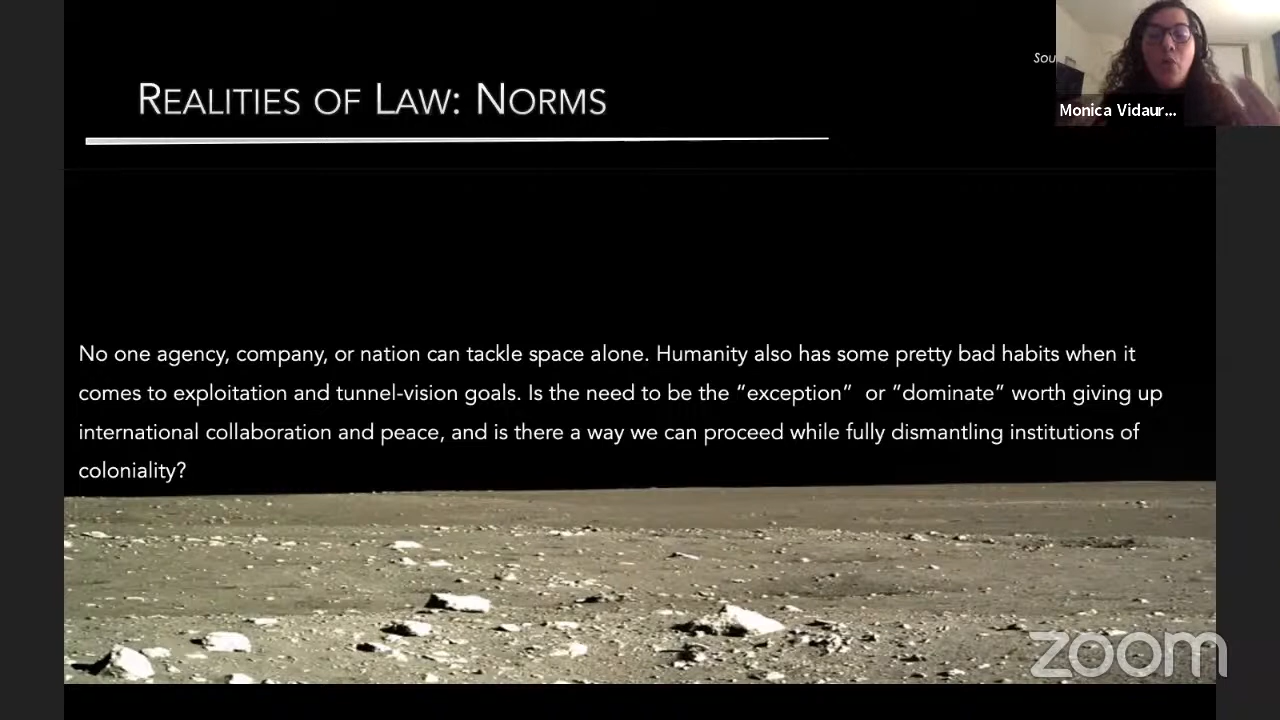 Sou
REALITIES OF LAW: NORMS
Monica Vidaur...
No one agency, company, or nation can tackle space alone. Humanity also has some pretty bad habits when it
comes to exploitation and tunnel-vision goals. Is the need to be the “exception” or ”dominate” worth giving up
international collaboration and peace, and is there a way we can proceed while fully dismantling institutions of
coloniality?
zoom